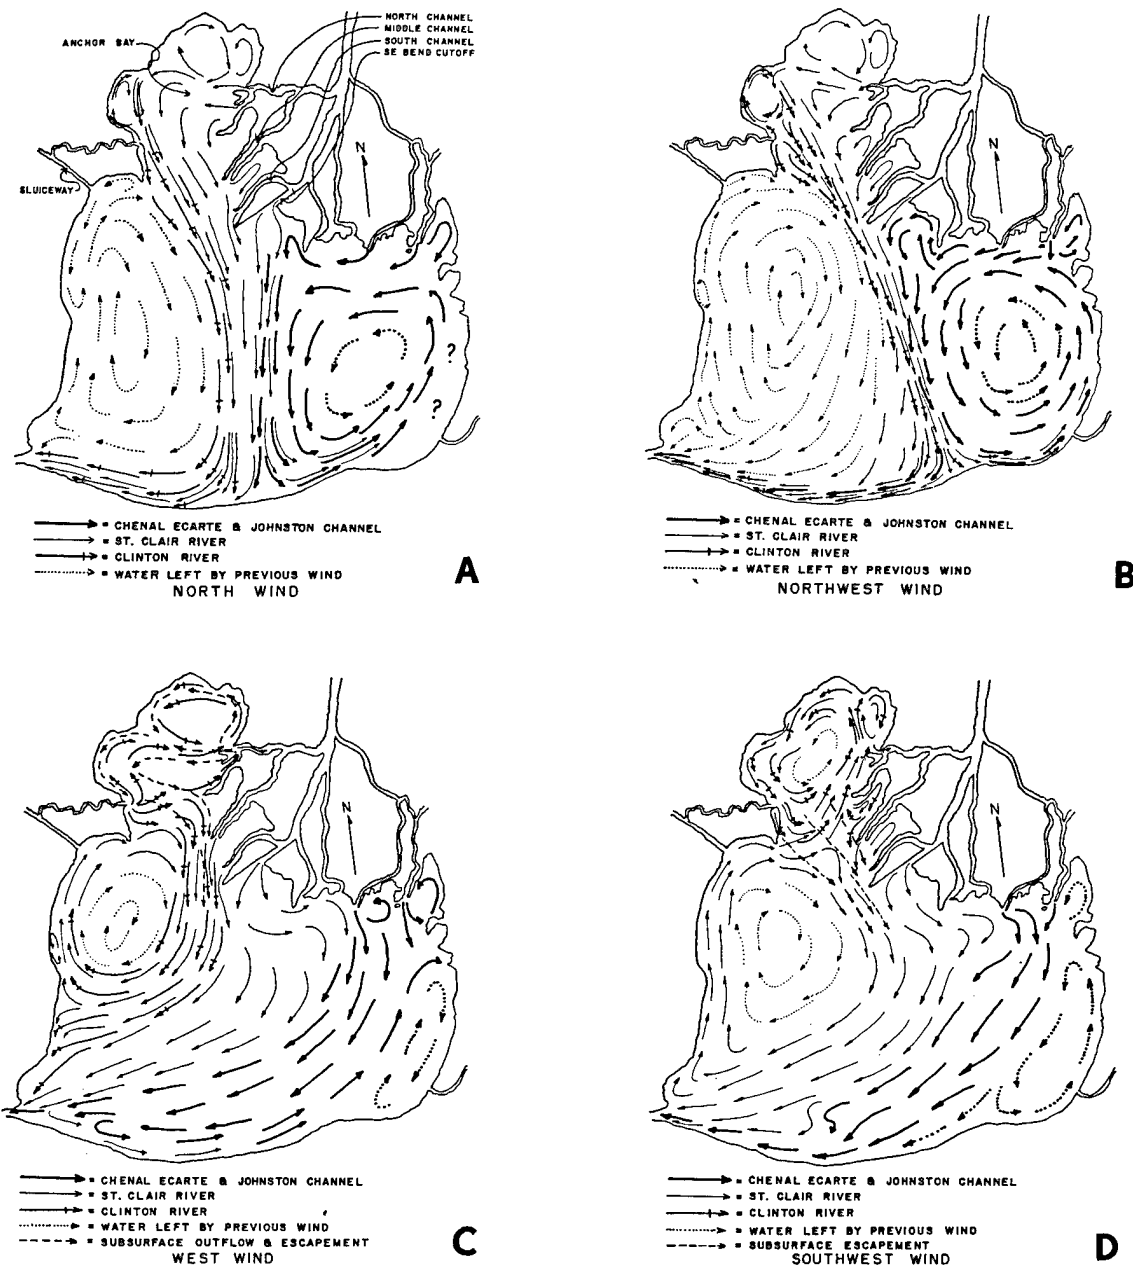 NORTH CHANNEL
MIDDLE CHANNEL
SOUTH CHANNEL
SE BEND CUTOFF
ANCHOR BAY
SLUICEWAY
N
?
?
= CHENAL ECARTE & JOHNSTON CHANNEL
= ST. CLAIR RIVER
= CLINTON RIVER
= WATER LEFT BY PREVIOUS WIND
NORTH WIND
A
N
= CHENAL ECARTE & JOHNSTON CHANNEL
= ST. CLAIR RIVER
= CLINTON RIVER
= WATER LEFT BY PREVIOUS WIND
NORTHWEST WIND
B
N
= CHENAL ECARTE & JOHNSTON CHANNEL
= ST. CLAIR RIVER
= CLINTON RIVER
= WATER LEFT BY PREVIOUS WIND
= SUBSURFACE OUTFLOW & ESCAPEMENT
WEST WIND
C
N
= CHENAL ECARTE & JOHNSTON CHANNEL
= ST. CLAIR RIVER
= CLINTON RIVER
= WATER LEFT BY PREVIOUS WIND
= SUBSURFACE ESCAPEMENT
SOUTHWEST WIND
D